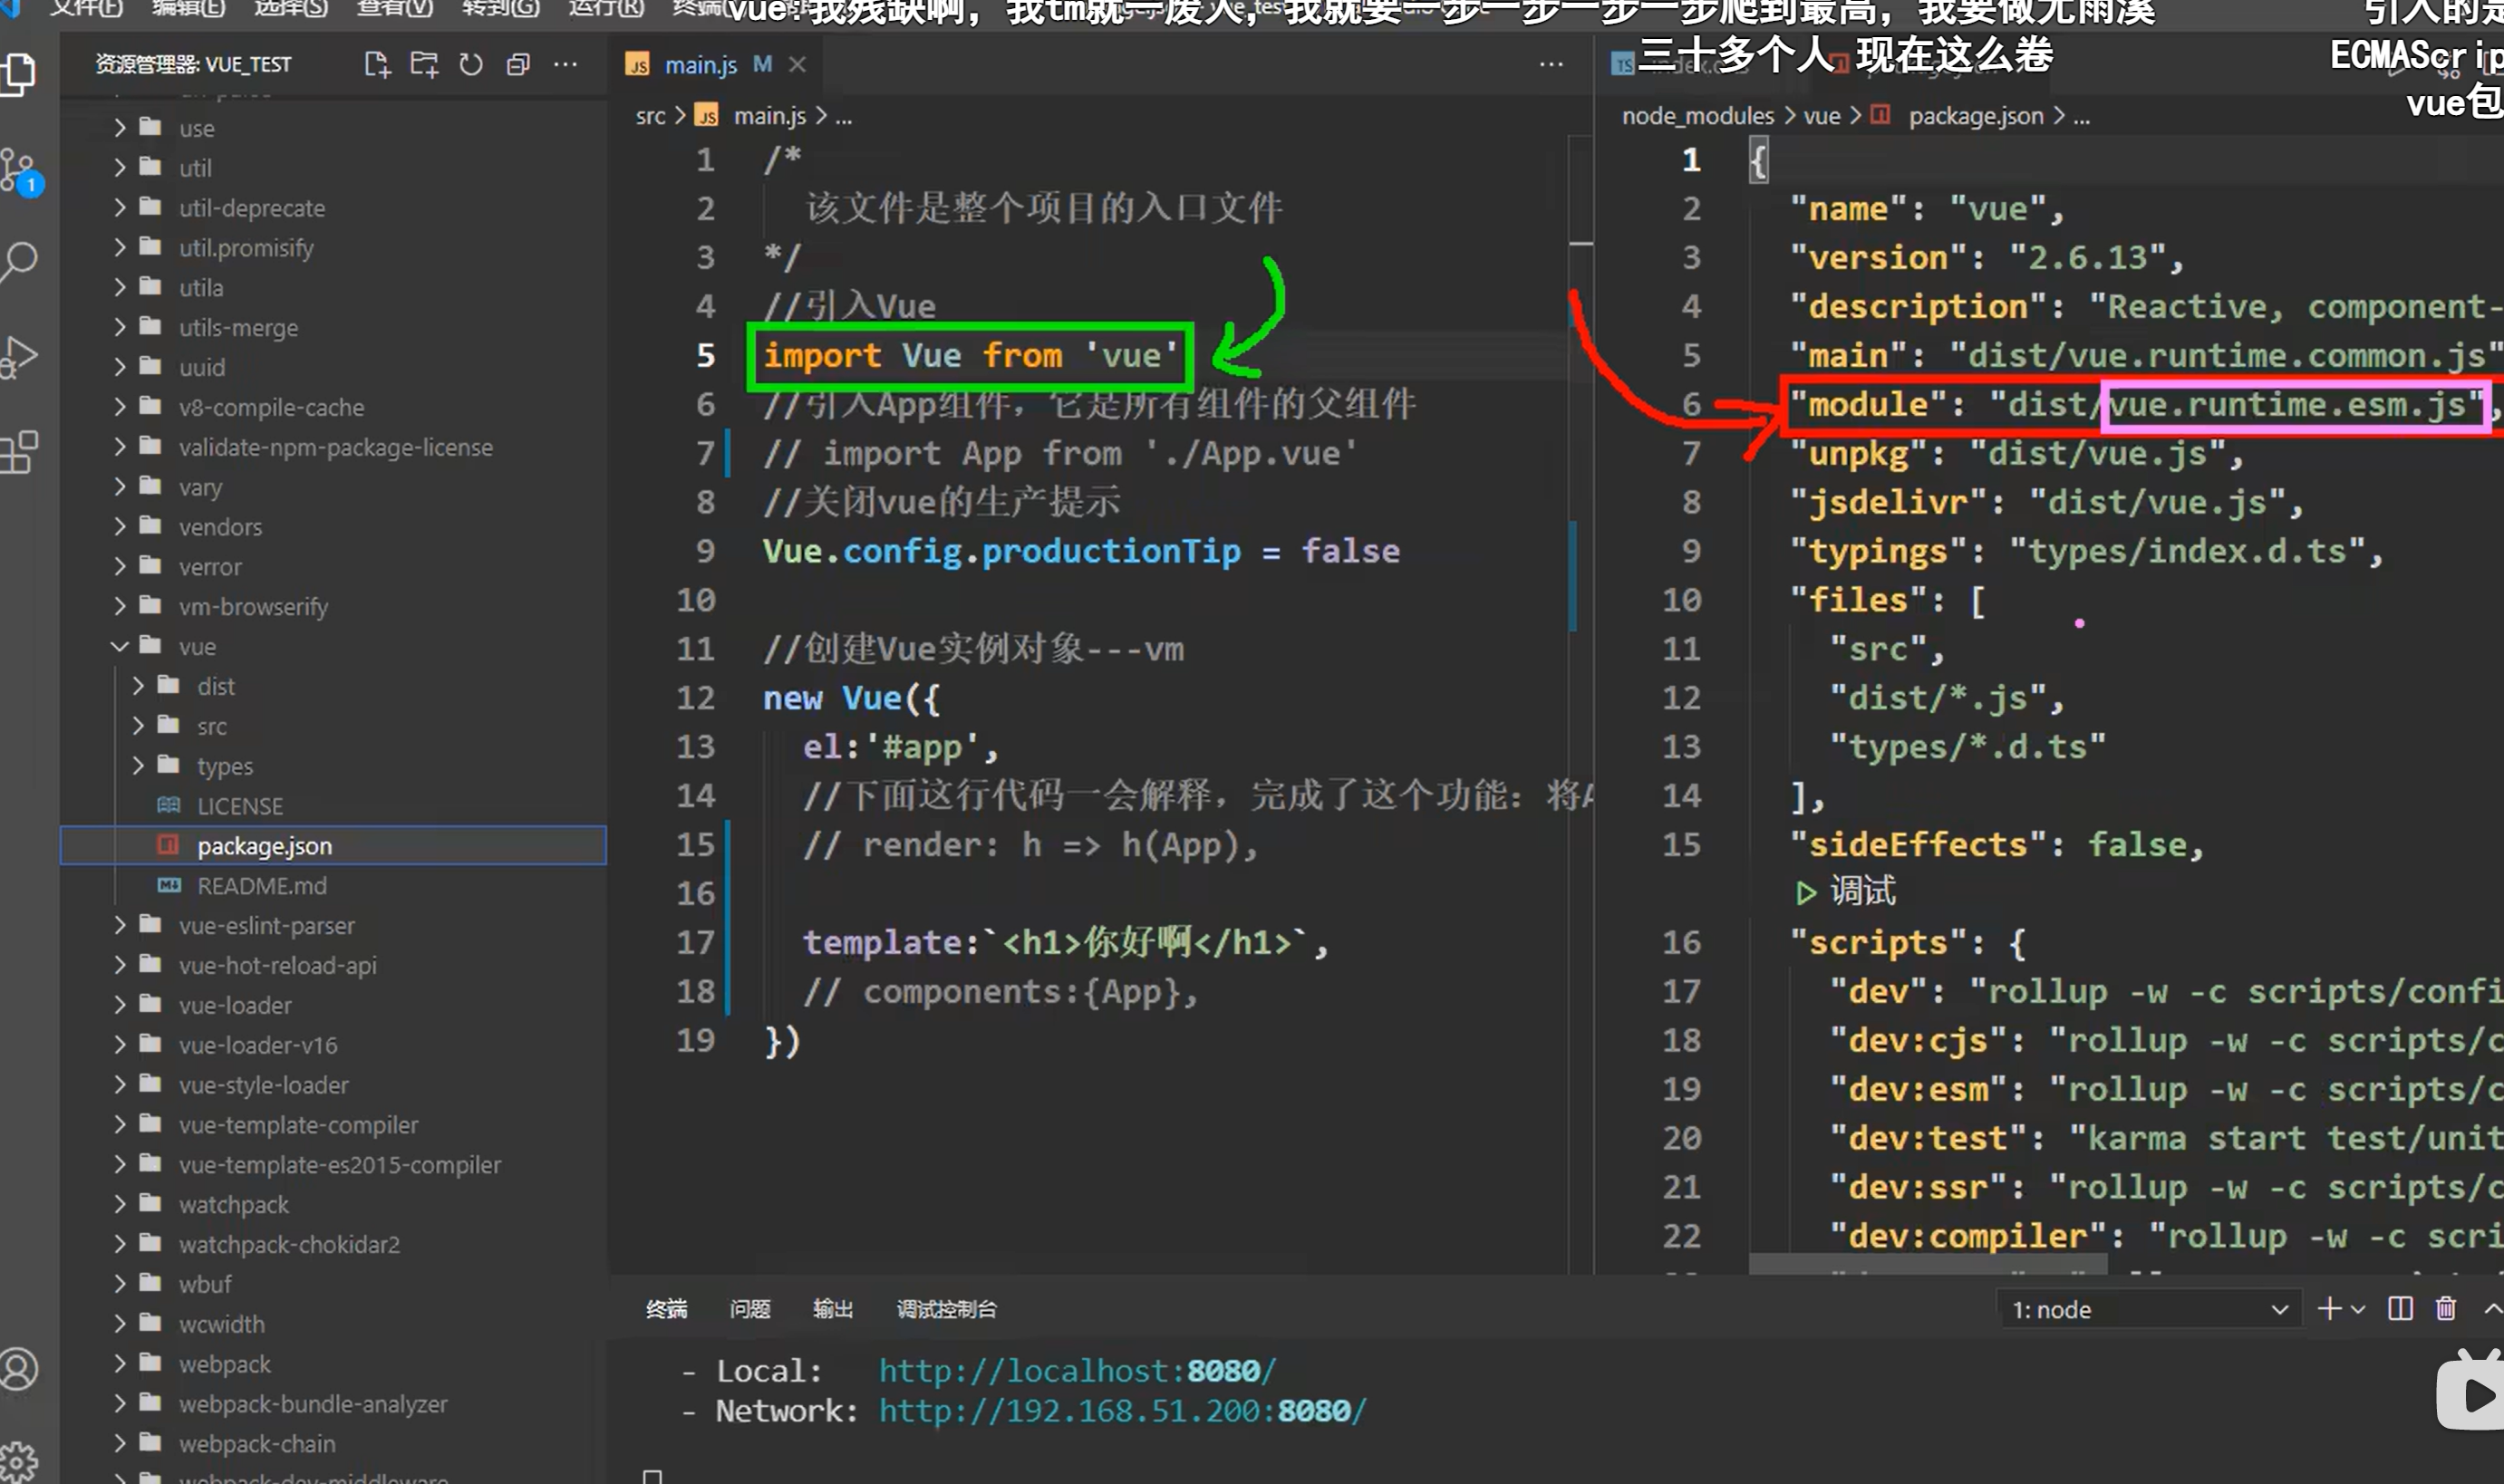 文件(F) 编辑(E) 选择(S) 查看(V) 转到(G) 运行(R) 终端
vue:我残缺啊，我tm就一废人，我就要一步一步一步一步爬到最高，我要做无雨溪
引入的是
三十多个人 现在这么卷
ECMAScrip
vue包
资源管理器: VUE_TEST
use
util
util-deprecate
util.promisify
utila
utils-merge
uuid
v8-compile-cache
validate-npm-package-license
vary
vendors
verror
vm-browserify
vue
dist
src
types
LICENSE
package.json
README.md
vue-eslint-parser
vue-hot-reload-api
vue-loader
vue-loader-v16
vue-style-loader
vue-template-compiler
vue-template-es2015-compiler
watchpack
watchpack-chokidar2
wbuf
wcwidth
webpack
webpack-bundle-analyzer
webpack-chain
webpack-dev-middleware
1
JS main.js M
src > JS main.js > ...
1 /*
2 该文件是整个项目的入口文件
3 */
4 //引入Vue
5 import Vue from 'vue'
6 //引入App组件，它是所有组件的父组件
7 // import App from './App.vue'
8 //关闭vue的生产提示
9 Vue.config.productionTip = false
10
11 //创建Vue实例对象---vm
12 new Vue({
13 el:'#app',
14 //下面这行代码一会解释，完成了这个功能：将A
15 // render: h => h(App),
16
17 template:`<h1>你好啊</h1>`,
18 // components:{App},
19 })
TS
node_modules > vue > package.json > ...
1 {
2 "name": "vue",
3 "version": "2.6.13",
4 "description": "Reactive, component-
5 "main": "dist/vue.runtime.common.js"
6 "module": "dist/vue.runtime.esm.js",
7 "unpkg": "dist/vue.js",
8 "jsdelivr": "dist/vue.js",
9 "typings": "types/index.d.ts",
10 "files": [
11 "src",
12 "dist/*.js",
13 "types/*.d.ts"
14 ],
15 "sideEffects": false,
调试
16 "scripts": {
17 "dev": "rollup -w -c scripts/confi
18 "dev:cjs": "rollup -w -c scripts/c
19 "dev:esm": "rollup -w -c scripts/c
20 "dev:test": "karma start test/unit
21 "dev:ssr": "rollup -w -c scripts/c
22 "dev:compiler": "rollup -w -c scri
终端 问题 输出 调试控制台
1: node
- Local: http://localhost:8080/
- Network: http://192.168.51.200:8080/